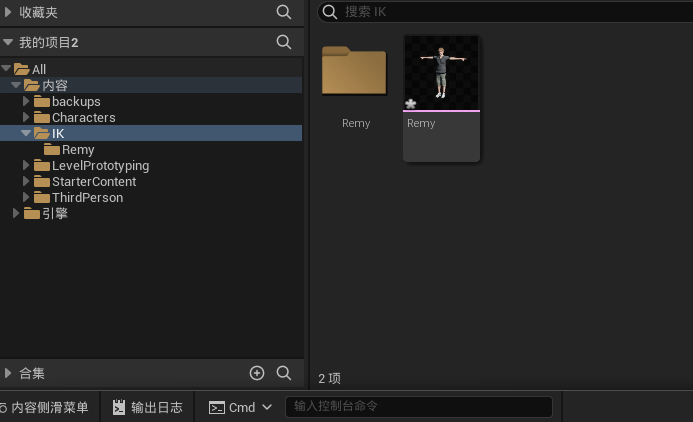 收藏夹
我的项目2
All
内容
backups
Characters
IK
Remy
LevelPrototyping
StarterContent
ThirdPerson
引擎
合集
搜索 IK
Remy
Remy
2 项
内容侧滑菜单
输出日志
Cmd
输入控制台命令